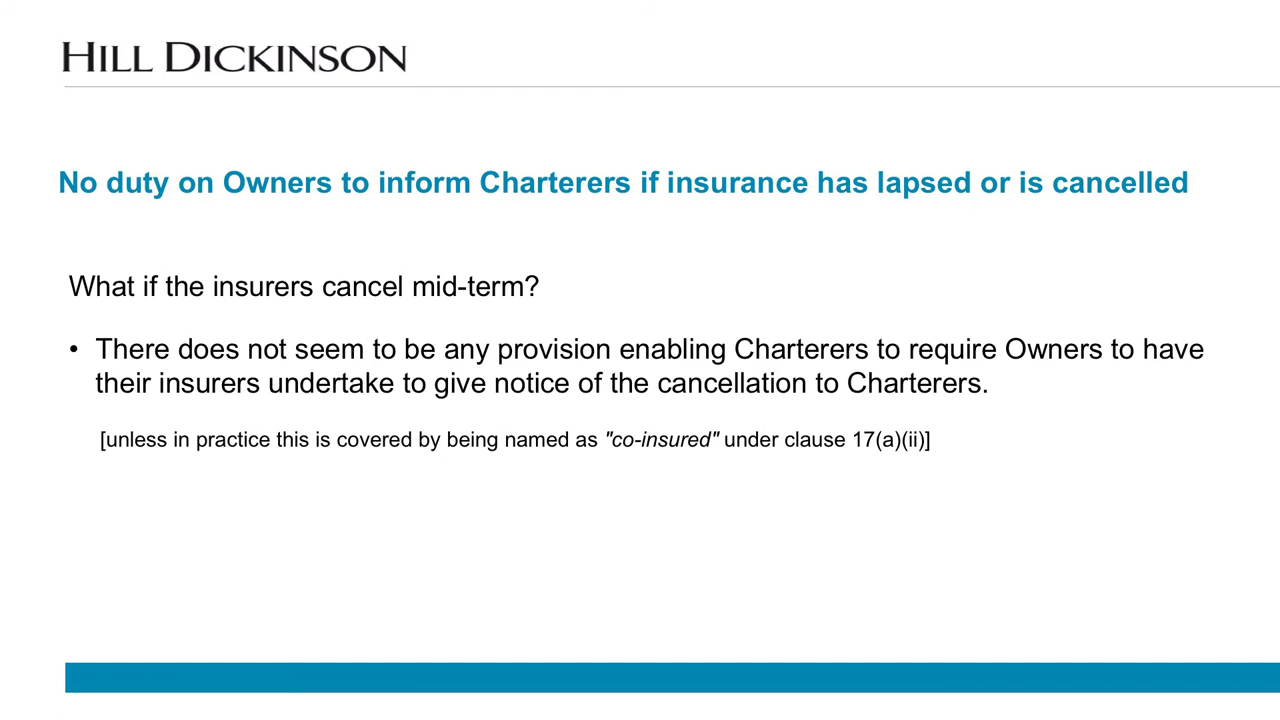 HILL DICKINSON
No duty on Owners to inform Charterers if insurance has lapsed or is cancelled
What if the insurers cancel mid-term?
• There does not seem to be any provision enabling Charterers to require Owners to have
their insurers undertake to give notice of the cancellation to Charterers.
[unless in practice this is covered by being named as "co-insured" under clause 17(a)(ii)]